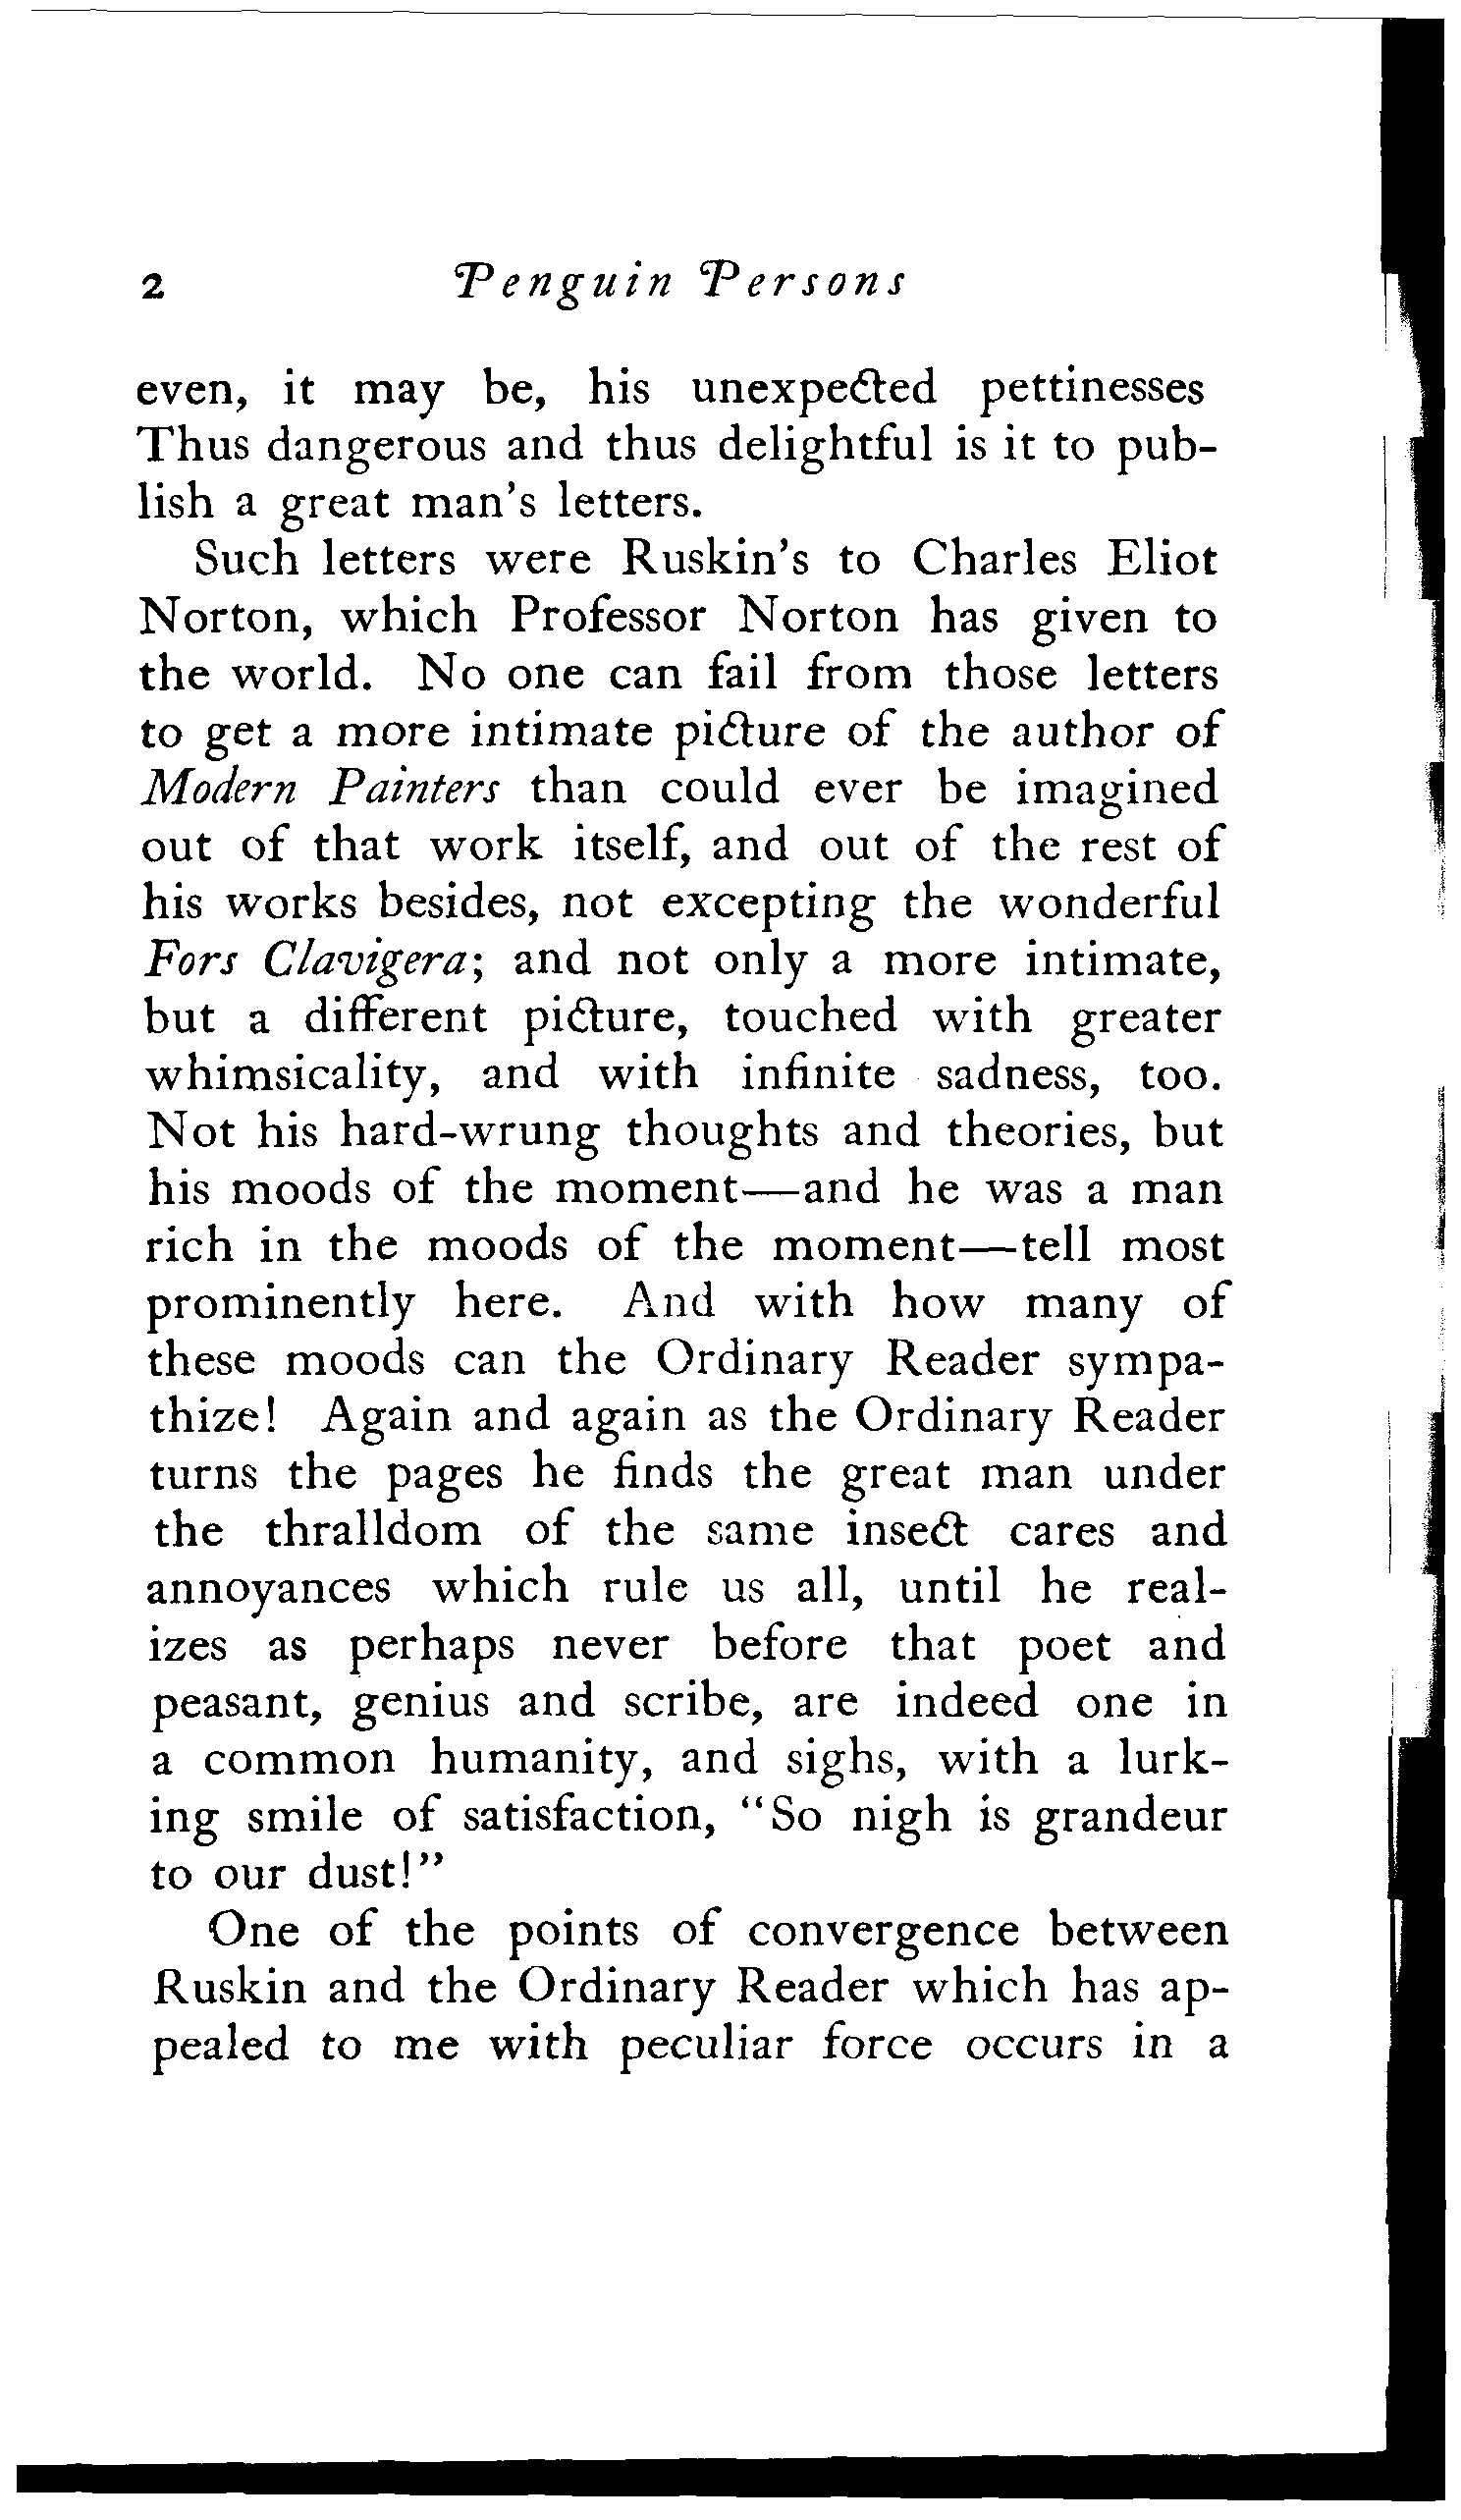 2 Penguin Persons
even, it may be, his unexpected pettinesses
Thus dangerous and thus delightful is it to pub-
lish a great man's letters.
Such letters were Ruskin's to Charles Eliot
Norton, which Professor Norton has given to
the world. No one can fail from those letters
to get a more intimate picture of the author of
Modern Painters than could ever be imagined
out of that work itself, and out of the rest of
his works besides, not excepting the wonderful
Fors Clavigera; and not only a more intimate,
but a different picture, touched with greater
whimsicality, and with infinite sadness, too.
Not his hard-wrung thoughts and theories, but
his moods of the moment—and he was a man
rich in the moods of the moment—tell most
prominently here. And with how many of
these moods can the Ordinary Reader sympa-
thize! Again and again as the Ordinary Reader
turns the pages he finds the great man under
the thralldom of the same insect cares and
annoyances which rule us all, until he real-
izes as perhaps never before that poet and
peasant, genius and scribe, are indeed one in
a common humanity, and sighs, with a lurk-
ing smile of satisfaction, "So nigh is grandeur
to our dust!"
One of the points of convergence between
Ruskin and the Ordinary Reader which has ap-
pealed to me with peculiar force occurs in a